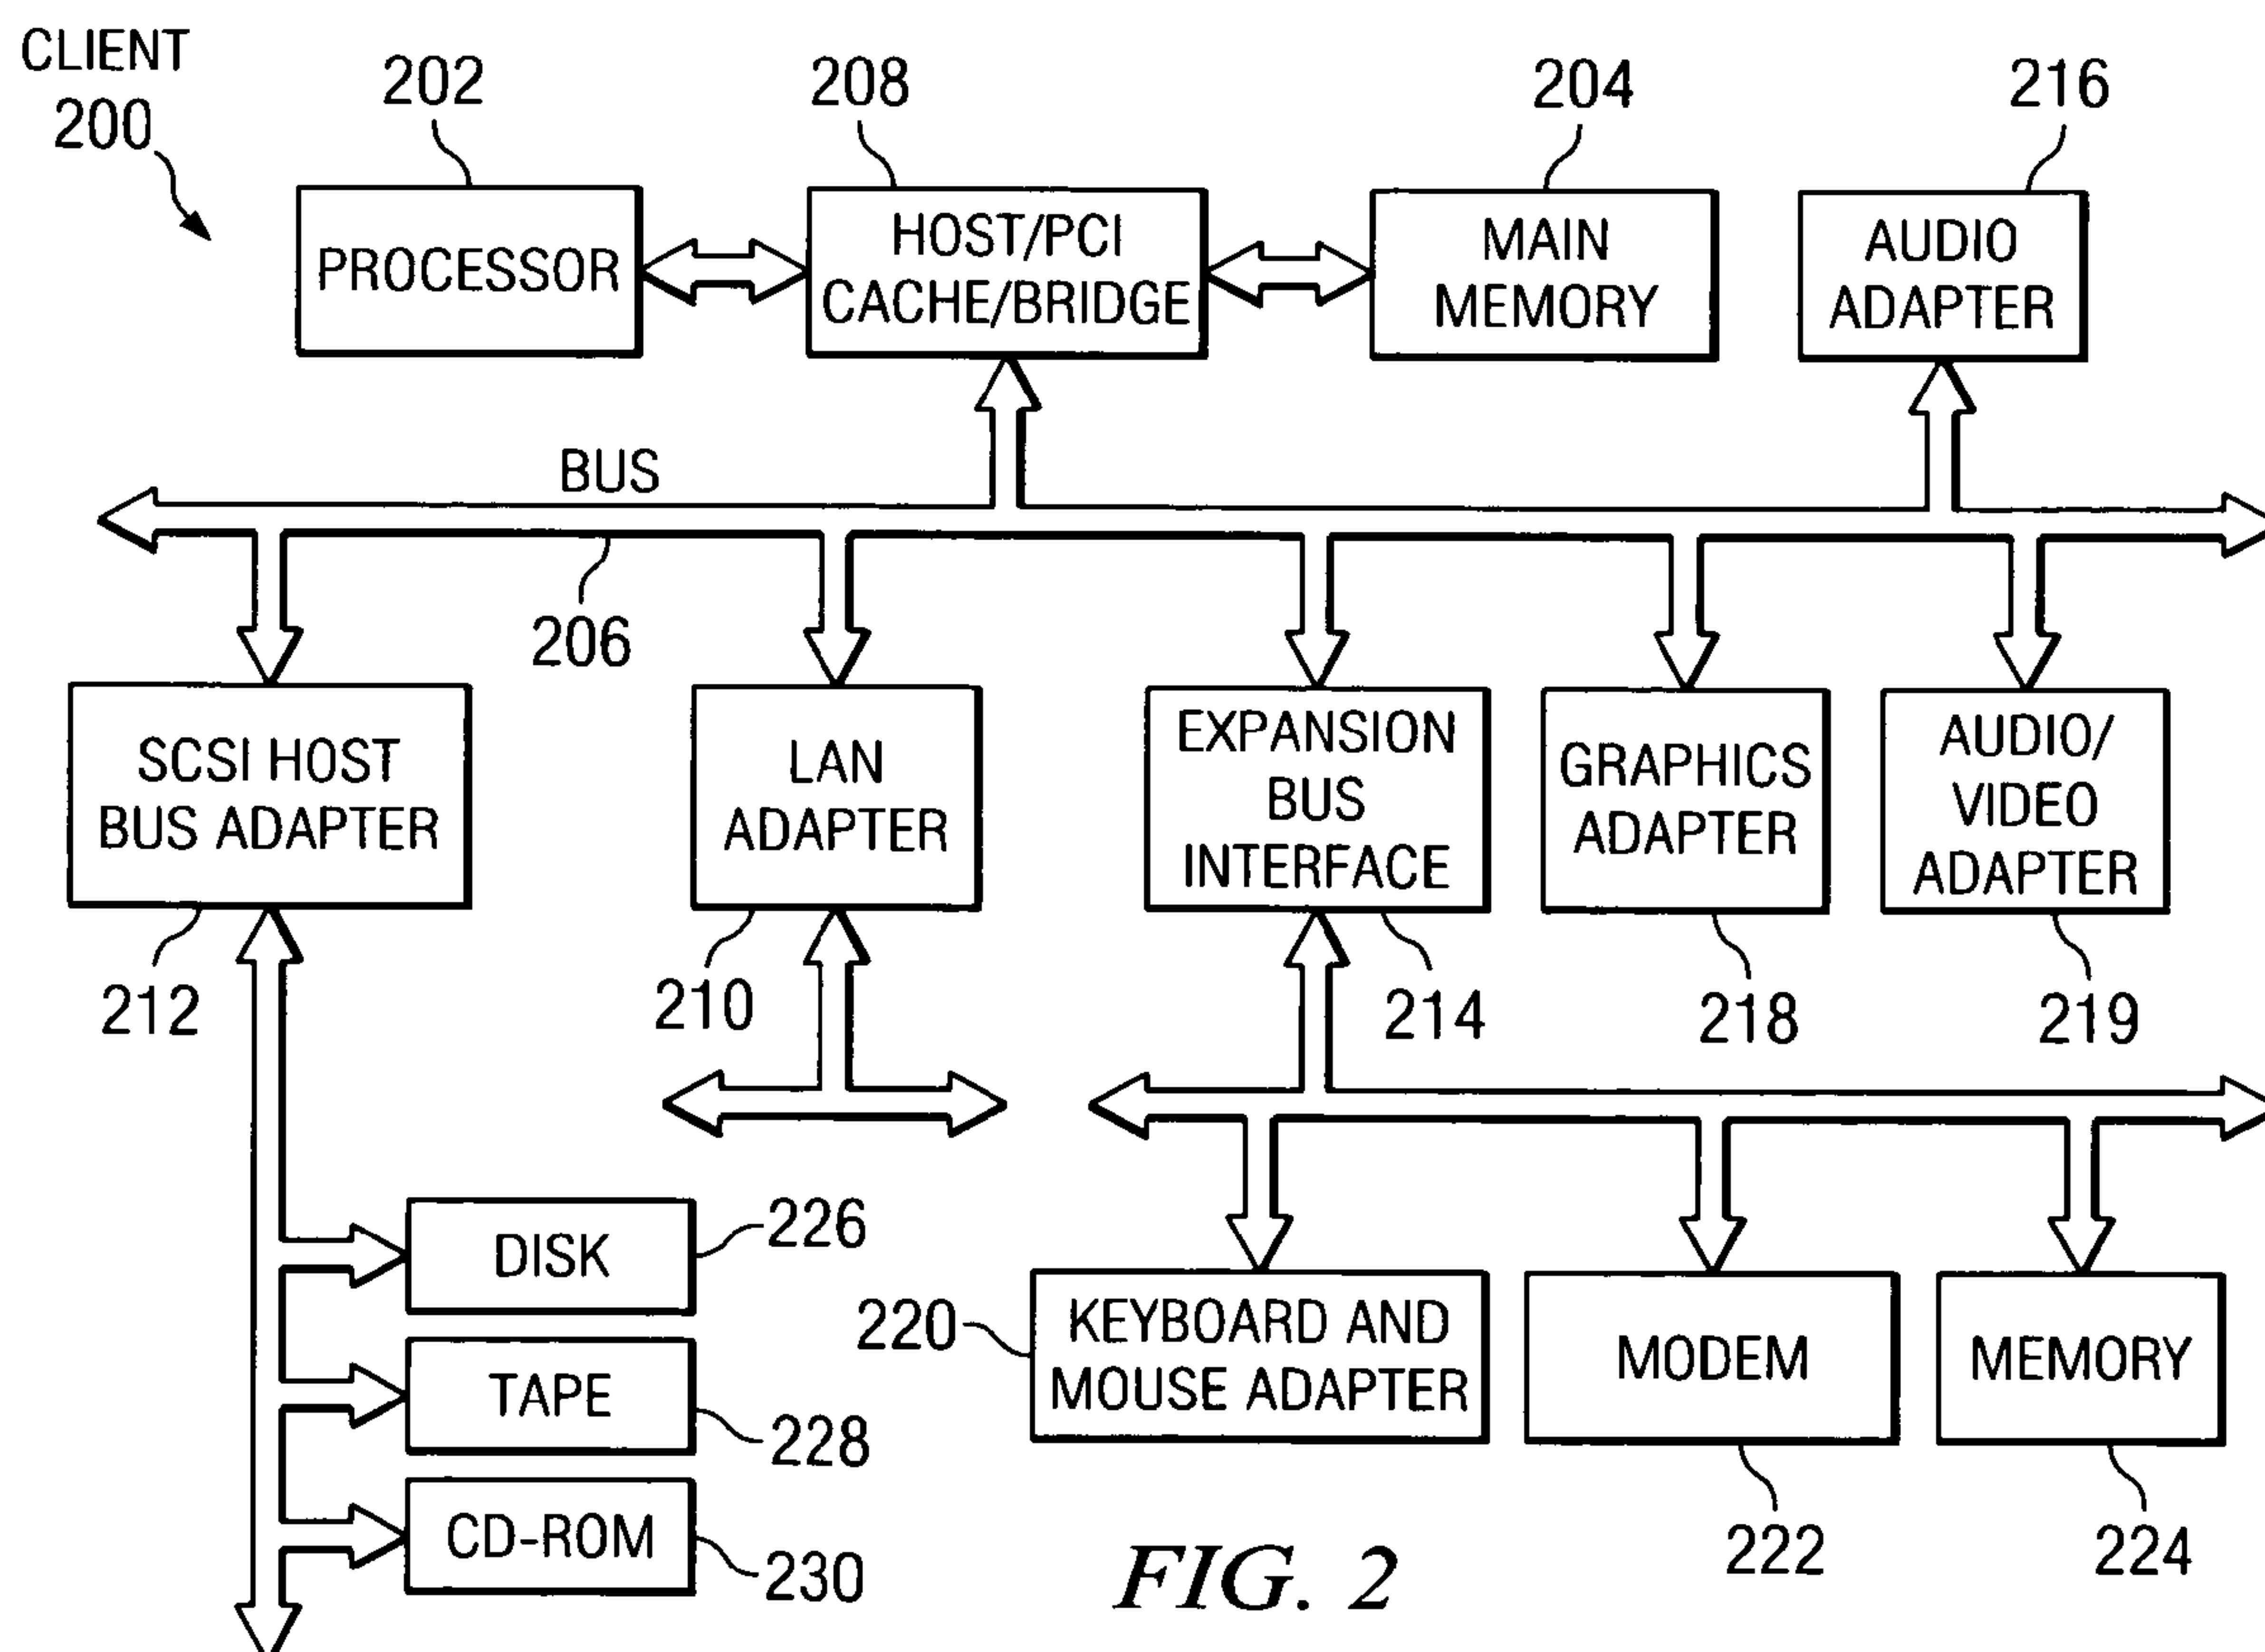 CLIENT
200
202
208
204
216
PROCESSOR
HOST/PCI
CACHE/BRIDGE
MAIN
MEMORY
AUDIO
ADAPTER
BUS
206
SCSI HOST
BUS ADAPTER
LAN
ADAPTER
EXPANSION
BUS
INTERFACE
GRAPHICS
ADAPTER
AUDIO/
VIDEO
ADAPTER
212
210
214
218
219
DISK
226
TAPE
228
CD-ROM
230
220
KEYBOARD AND
MOUSE ADAPTER
MODEM
MEMORY
222
224
FIG. 2